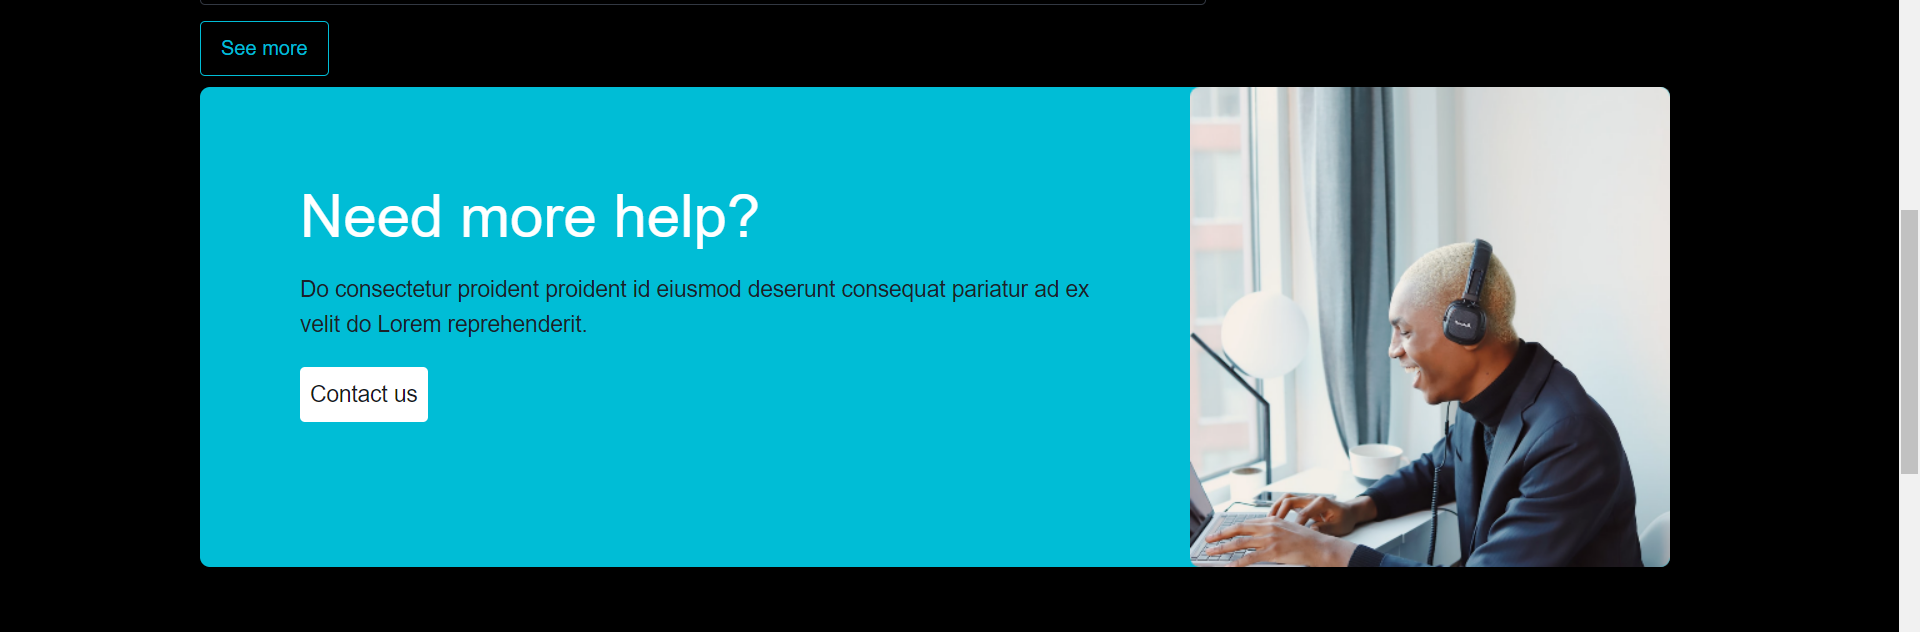 See more
Need more help?
Do consectetur proident proident id eiusmod deserunt consequat pariatur ad ex
velit do Lorem reprehenderit.
Contact us